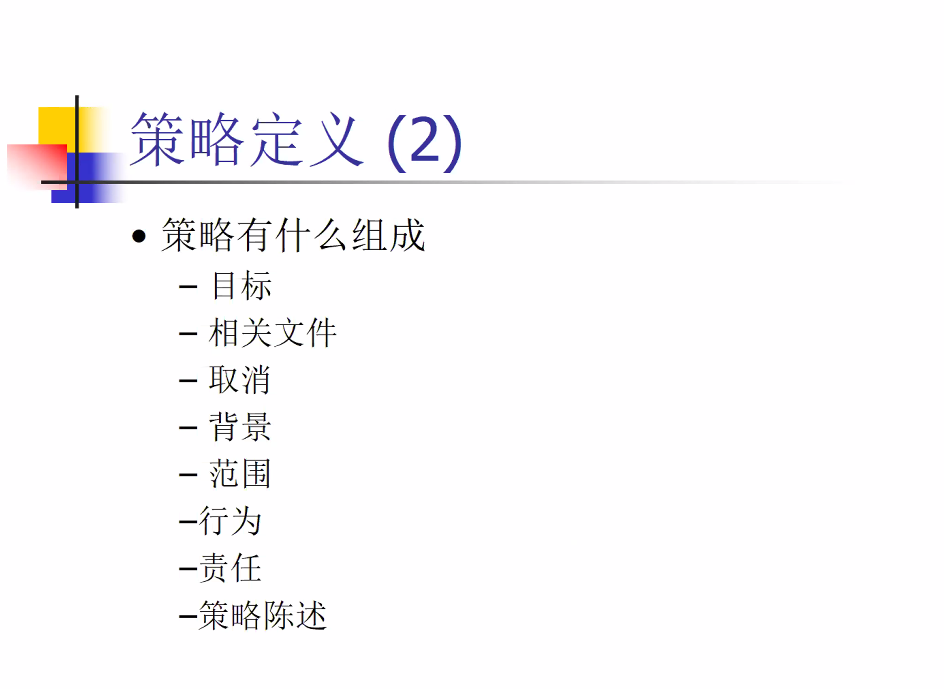 策略定义 (2)
• 策略有什么组成
– 目标
– 相关文件
– 取消
– 背景
– 范围
–行为
–责任
–策略陈述